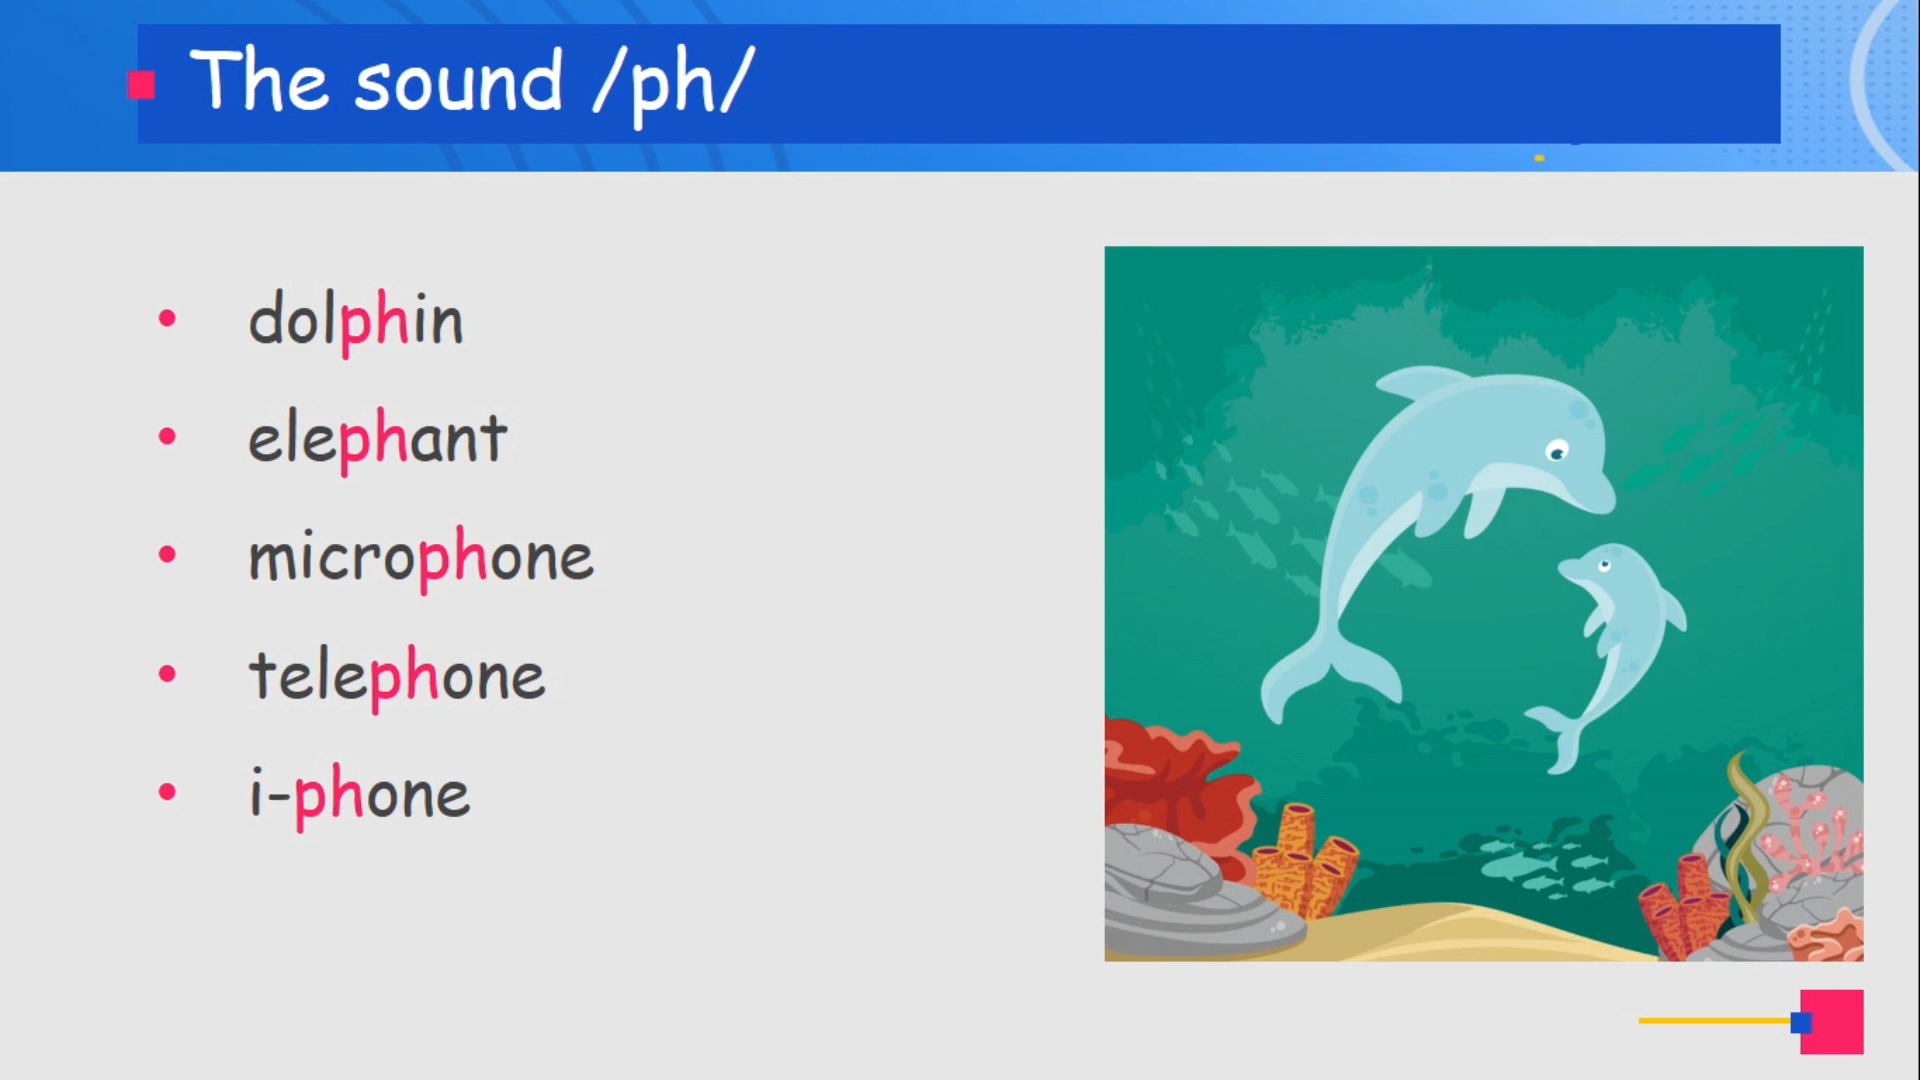 The sound /ph/
• dolphin
• elephant
• microphone
• telephone
• i-phone